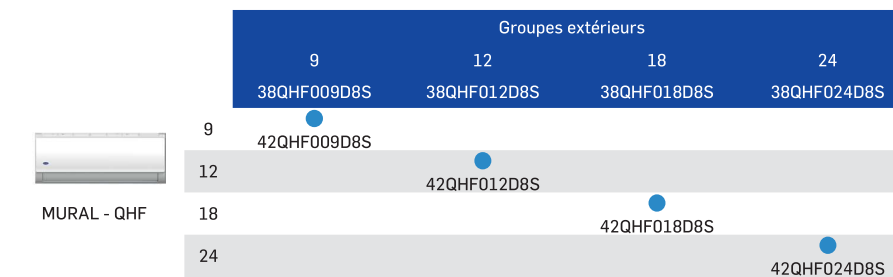 Groupes extérieurs
9 12 18 24
38QHF009D8S 38QHF012D8S 38QHF018D8S 38QHF024D8S
9
42QHF009D8S
12
42QHF012D8S
MURAL - QHF
18
42QHF018D8S
24
42QHF024D8S